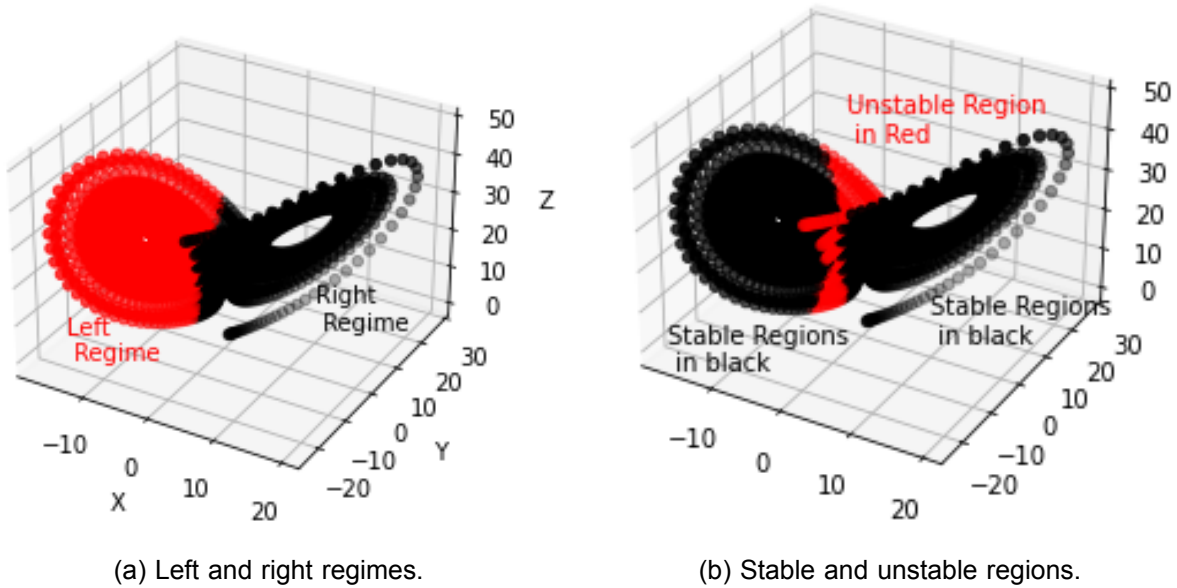 50
40
30
20
10
0
Z
Right
Regime
Left
Regime
30
20
10
0
−10
−20
Y
−10
0
10
20
X
(a) Left and right regimes.
50
40
30
20
10
0
Unstable Region
in Red
Stable Regions
in black
Stable Regions
in black
30
20
10
0
−10
−20
−10
0
10
20
(b) Stable and unstable regions.